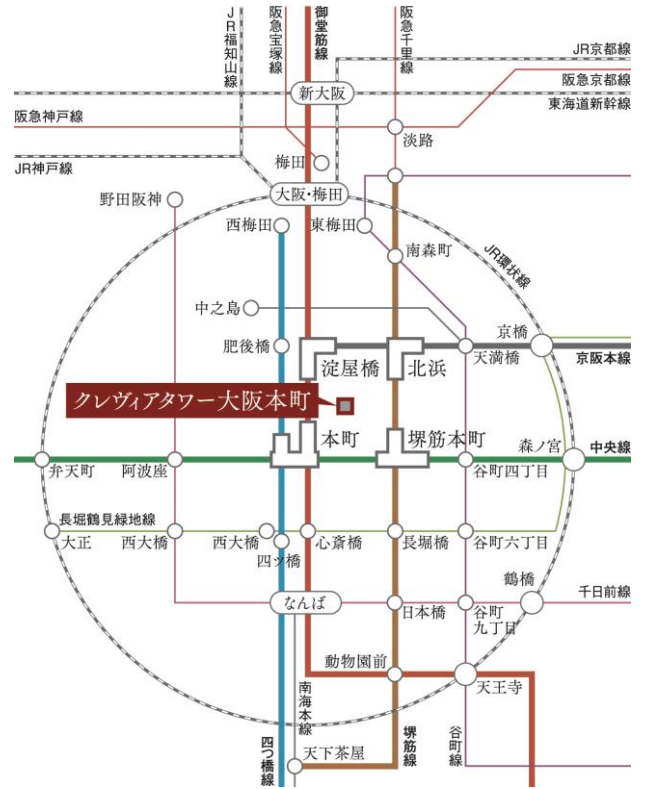 JR福知山線
阪急宝塚線
御堂筋線
阪急千里線
JR京都線
阪急京都線
新大阪
東海道新幹線
阪急神戸線
淡路
JR神戸線
梅田
野田阪神
大阪・梅田
西梅田
東梅田
南森町
JR環状線
中之島
京橋
肥後橋
天満橋
京阪本線
淀屋橋
北浜
クレヴィアタワー大阪本町
本町
堺筋本町
森ノ宮
中央線
弁天町
阿波座
谷町四丁目
長堀鶴見緑地線
大正
西大橋
西大橋
四ツ橋
心斎橋
長堀橋
谷町六丁目
鶴橋
なんば
千日前線
日本橋
谷町
九丁目
動物園前
天王寺
南海本線
天下茶屋
四つ橋線
堺筋線
谷町線